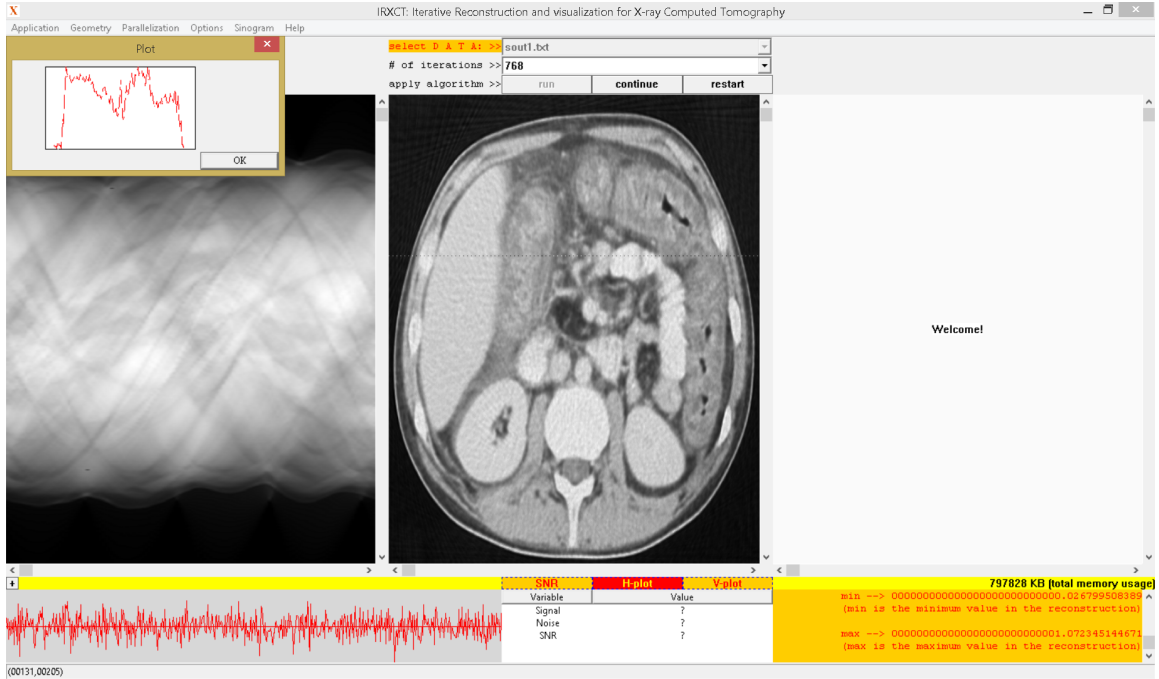 X IRXCT: Iterative Reconstruction and visualization for X-ray Computed Tomography
Application Geometry Parallelization Options Sinogram Help
Plot
OK
select D A T A: >> sout1.txt
# of iterations >> 768
apply algorithm >> run continue restart
Welcome!
+ SNR H-plot V-plot 797828 KB (total memory usage)
Variable Value
Signal ?
Noise ?
SNR ?
min --> 00000000000000000000000000.026799508389
(min is the minimum value in the reconstruction)
max --> 00000000000000000000000001.072345144671
(max is the maximum value in the reconstruction)
(00131,00205)